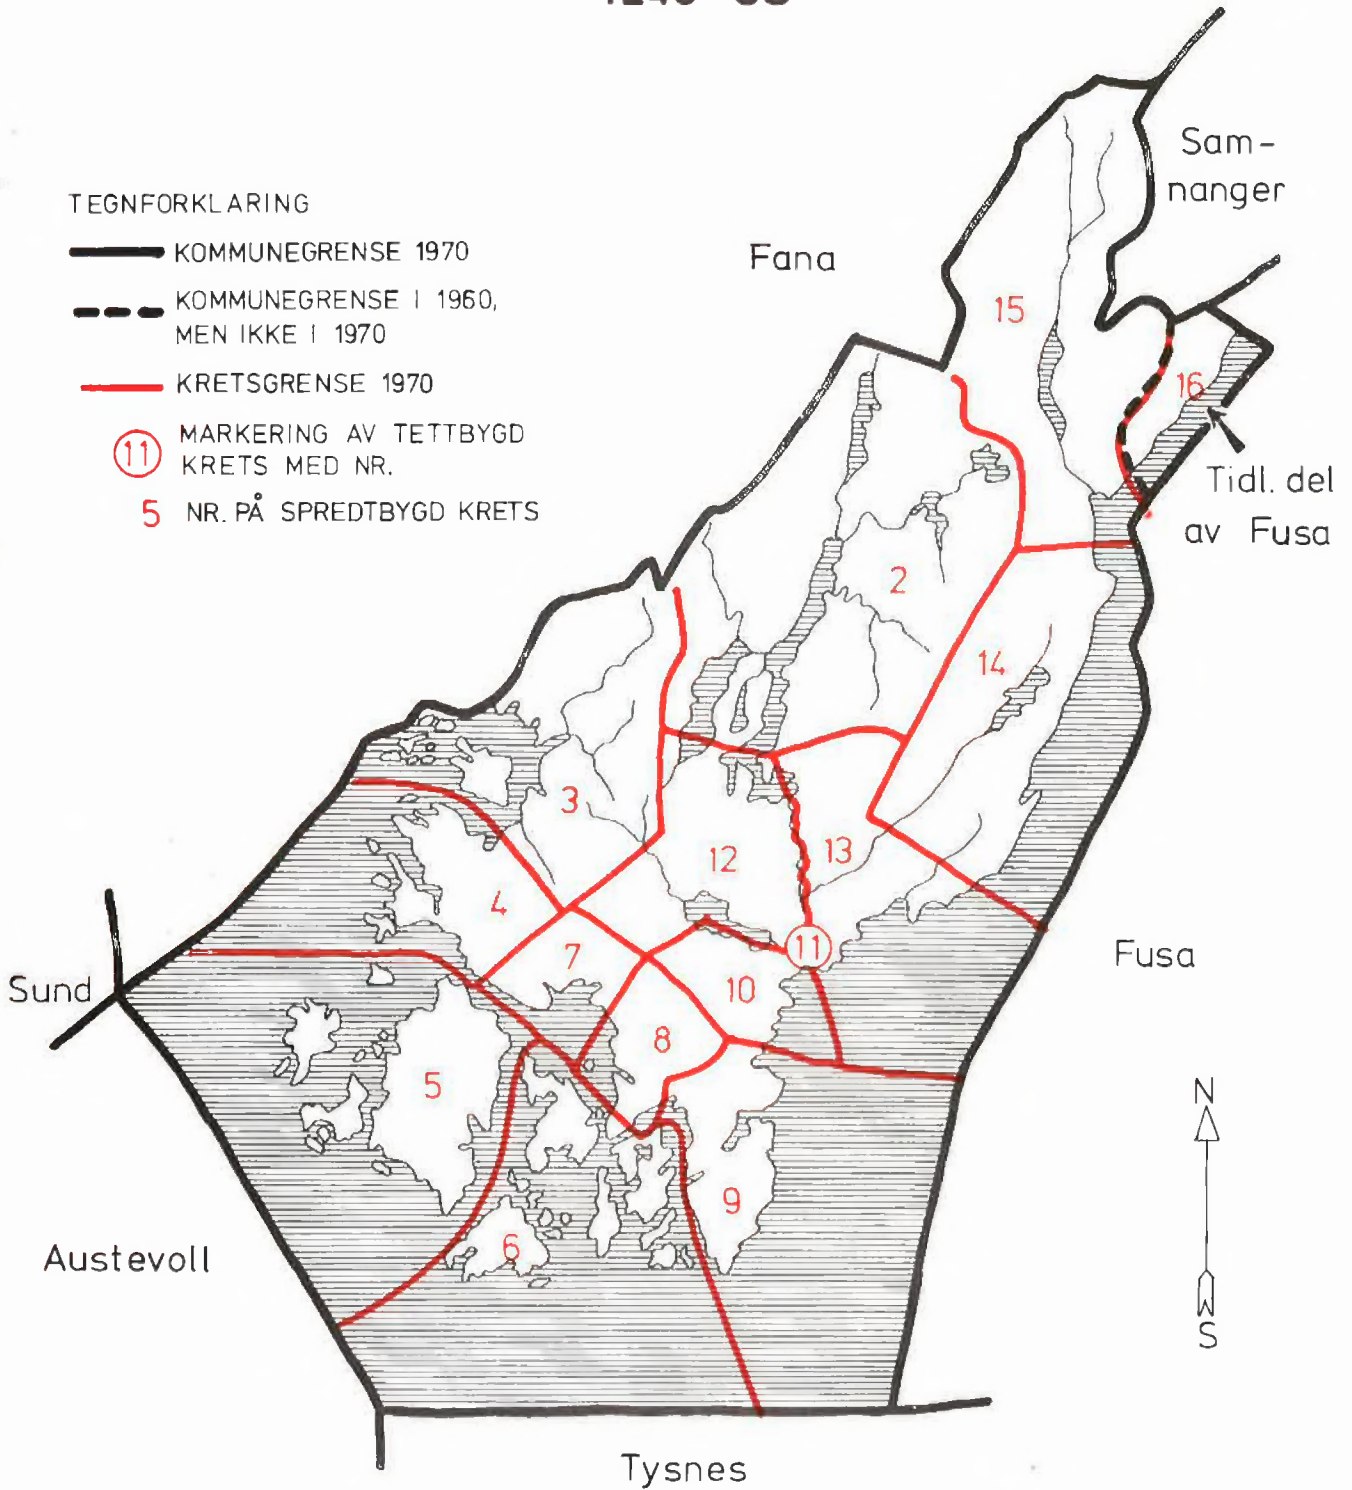 TEGNFORKLARING
KOMMUNEGRENSE 1970
KOMMUNEGRENSE I 1960,
MEN IKKE I 1970
KRETSGRENSE 1970
11 MARKERING AV TETTBYGD
KRETS MED NR.
5 NR. PÅ SPREDTBYGD KRETS
Sam-
nanger
Fana
15
16
Tidl. del
av Fusa
2
14
3
12
13
4
7
11
Fusa
Sund
10
8
5
N
9
6
Austevoll
S
Tysnes